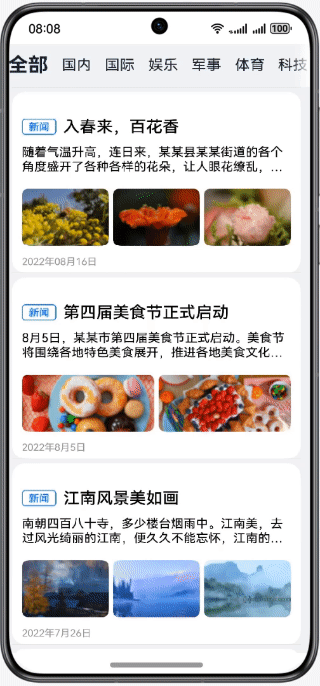 08:08 100
全部 国内 国际 娱乐 军事 体育 科技
新闻 入春来，百花香
随着气温升高，连日来，某某县某某街道的各个
角度盛开了各种各样的花朵，让人眼花缭乱，...
2022年08月16日
新闻 第四届美食节正式启动
8月5日，某某市第四届美食节正式启动。美食节
将围绕各地特色美食展开，推进各地美食文化...
2022年8月5日
新闻 江南风景美如画
南朝四百八十寺，多少楼台烟雨中。江南美，去
过风光绮丽的江南，便久久不能忘怀，江南的...
2022年7月26日